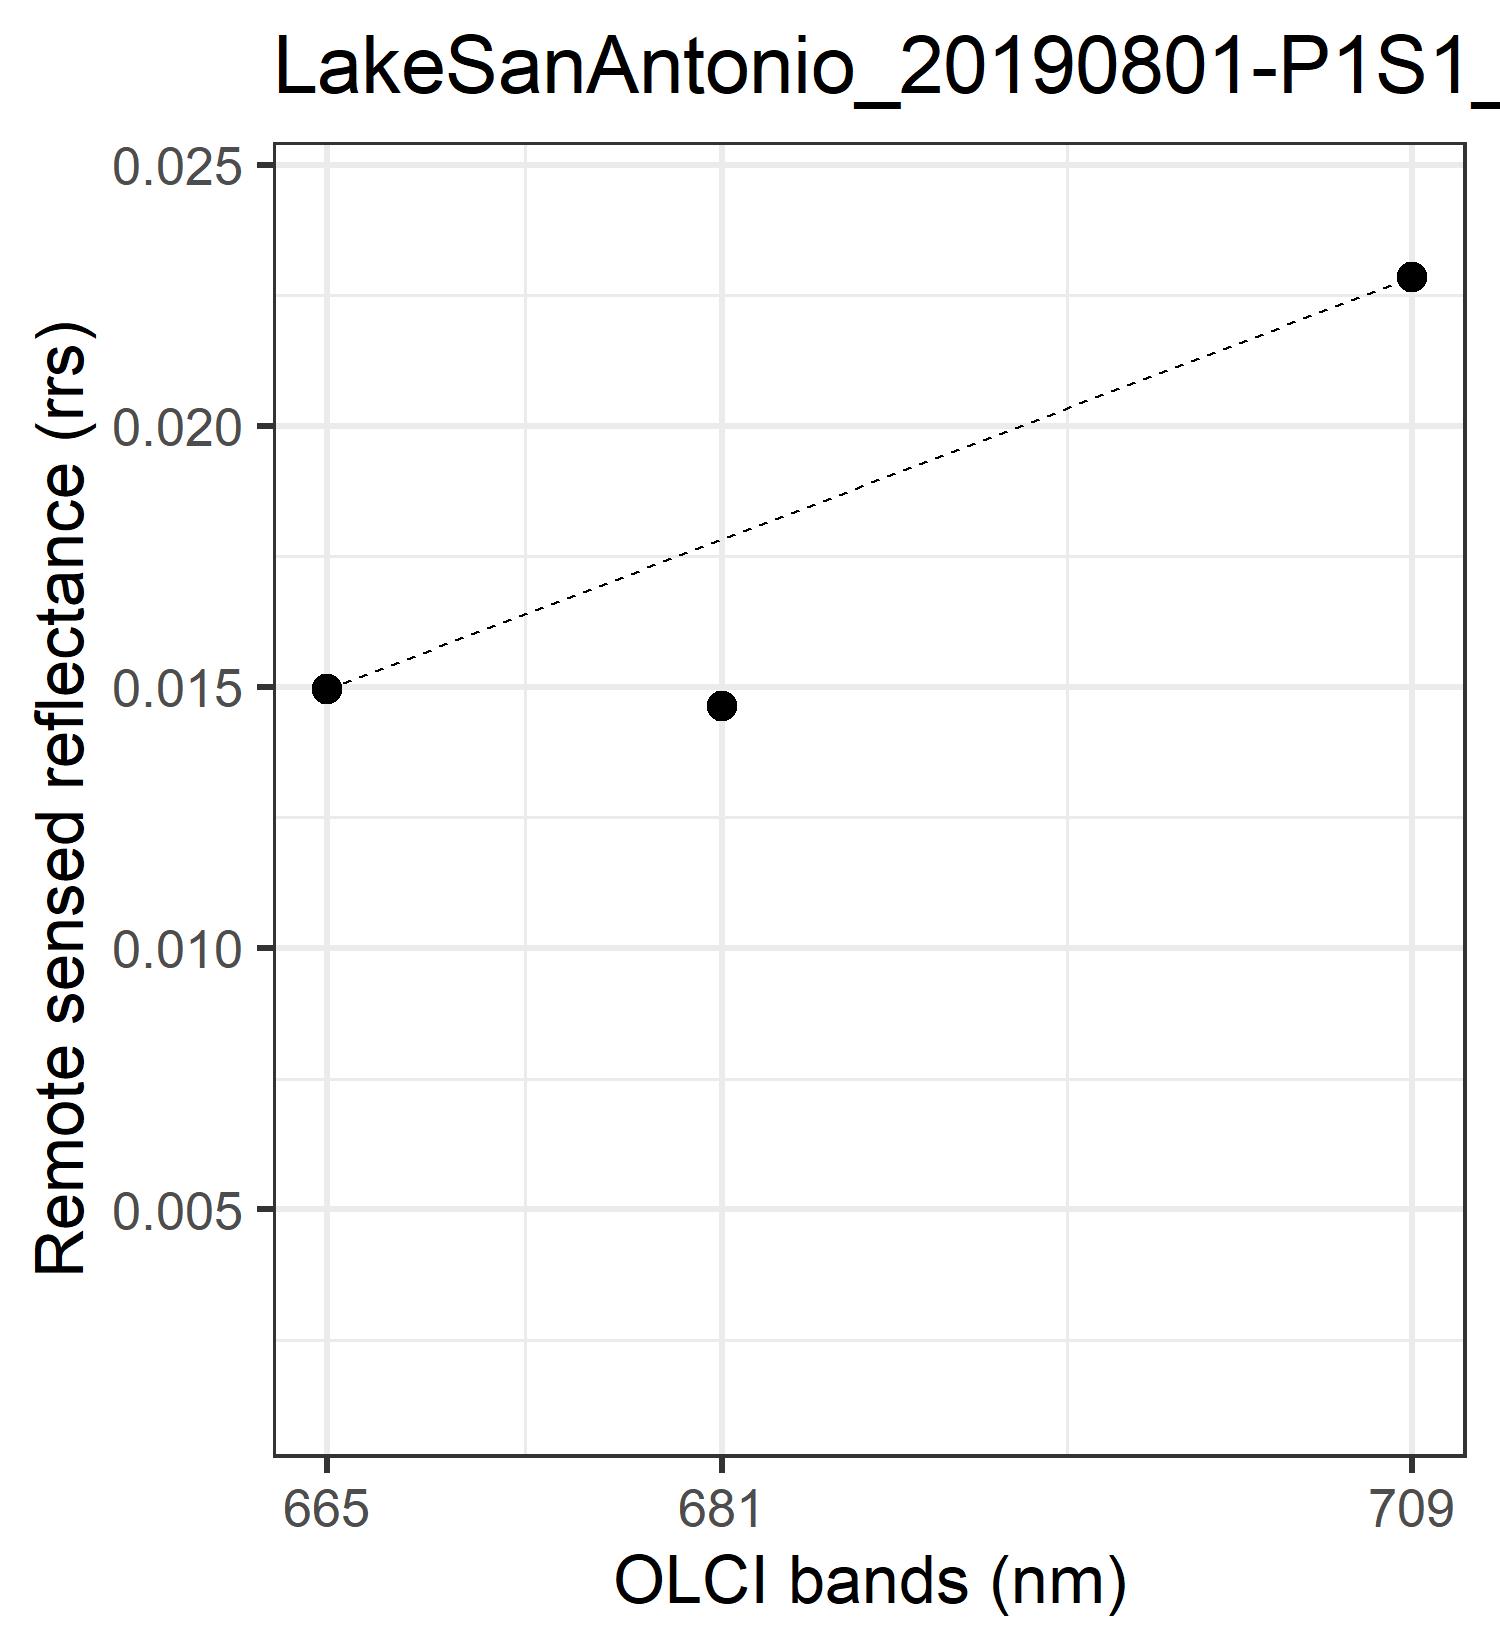 LakeSanAntonio_20190801-P1S1_
Remote sensed reflectance (rrs)
0.025
0.020
0.015
0.010
0.005
665 681 709
OLCI bands (nm)